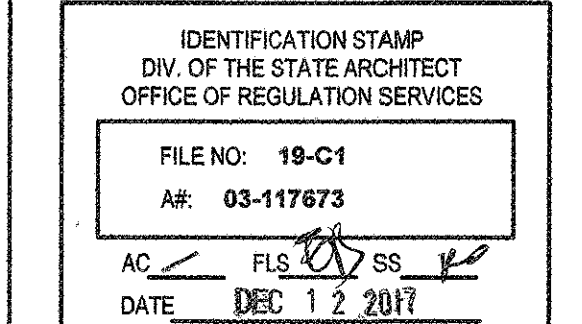 IDENTIFICATION STAMP
DIV. OF THE STATE ARCHITECT
OFFICE OF REGULATION SERVICES
FILE NO: 19-C1
A#: 03-117673
AC FLS SS
DATE DEC 12 2017